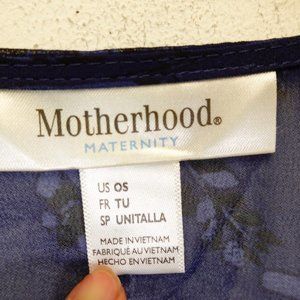 Motherhood®
MATERNITY
US OS
FR TU
SP UNITALLA
MADE IN VIETNAM
FABRIQUÉ AU VIETNAM
HECHO EN VIETNAM